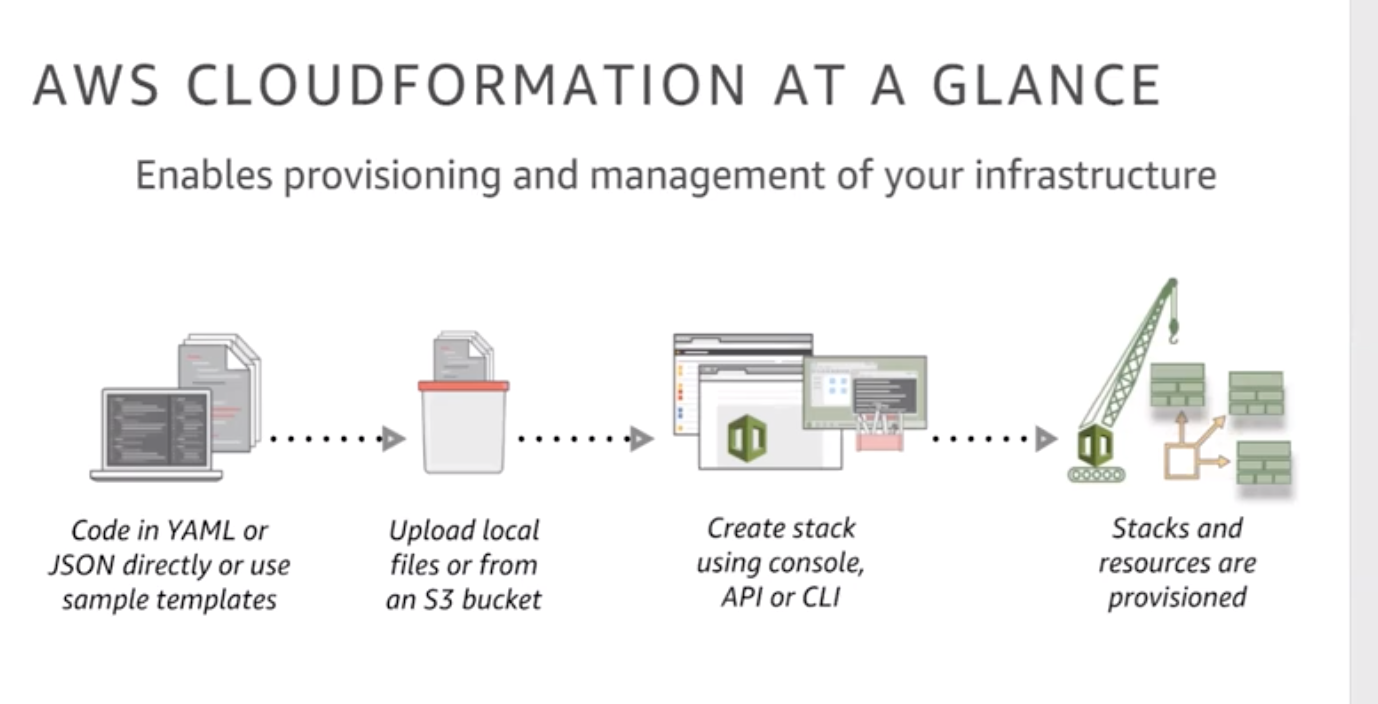 AWS CLOUDFORMATION AT A GLANCE
Enables provisioning and management of your infrastructure
Code in YAML or
JSON directly or use
sample templates
Upload local
files or from
an S3 bucket
Create stack
using console,
API or CLI
Stacks and
resources are
provisioned